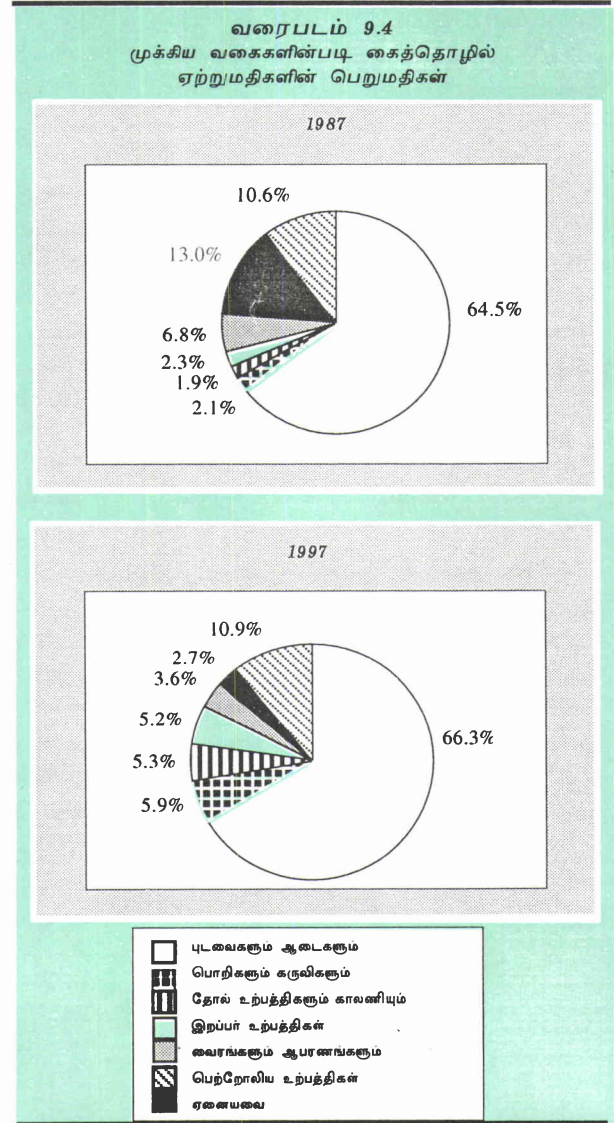 வரைபடம் 9.4
முக்கிய வகைகளின்படி கைத்தொழில்
ஏற்றுமதிகளின் பெறுமதிகள்
1987
10.6%
13.0%
64.5%
6.8%
2.3%
1.9%
2.1%
1997
10.9%
2.7%
3.6%
5.2%
66.3%
5.3%
5.9%
புடவைகளும் ஆடைகளும்
பொறிகளும் கருவிகளும்
தோல் உற்பத்திகளும் காலணியும்
இறப்பர் உற்பத்திகள்
வைரங்களும் ஆபரணங்களும்
பெற்றோலிய உற்பத்திகள்
ஏனையவை